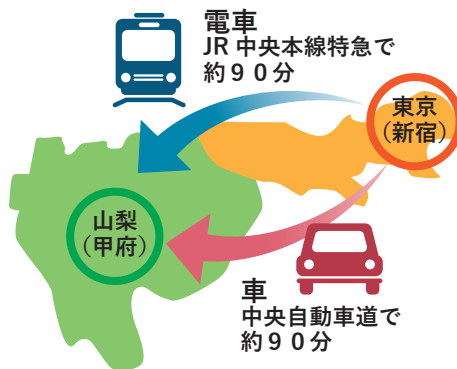 電車
JR 中央本線特急で
約９０分
東京
（新宿）
山梨
（甲府）
車
中央自動車道で
約９０分